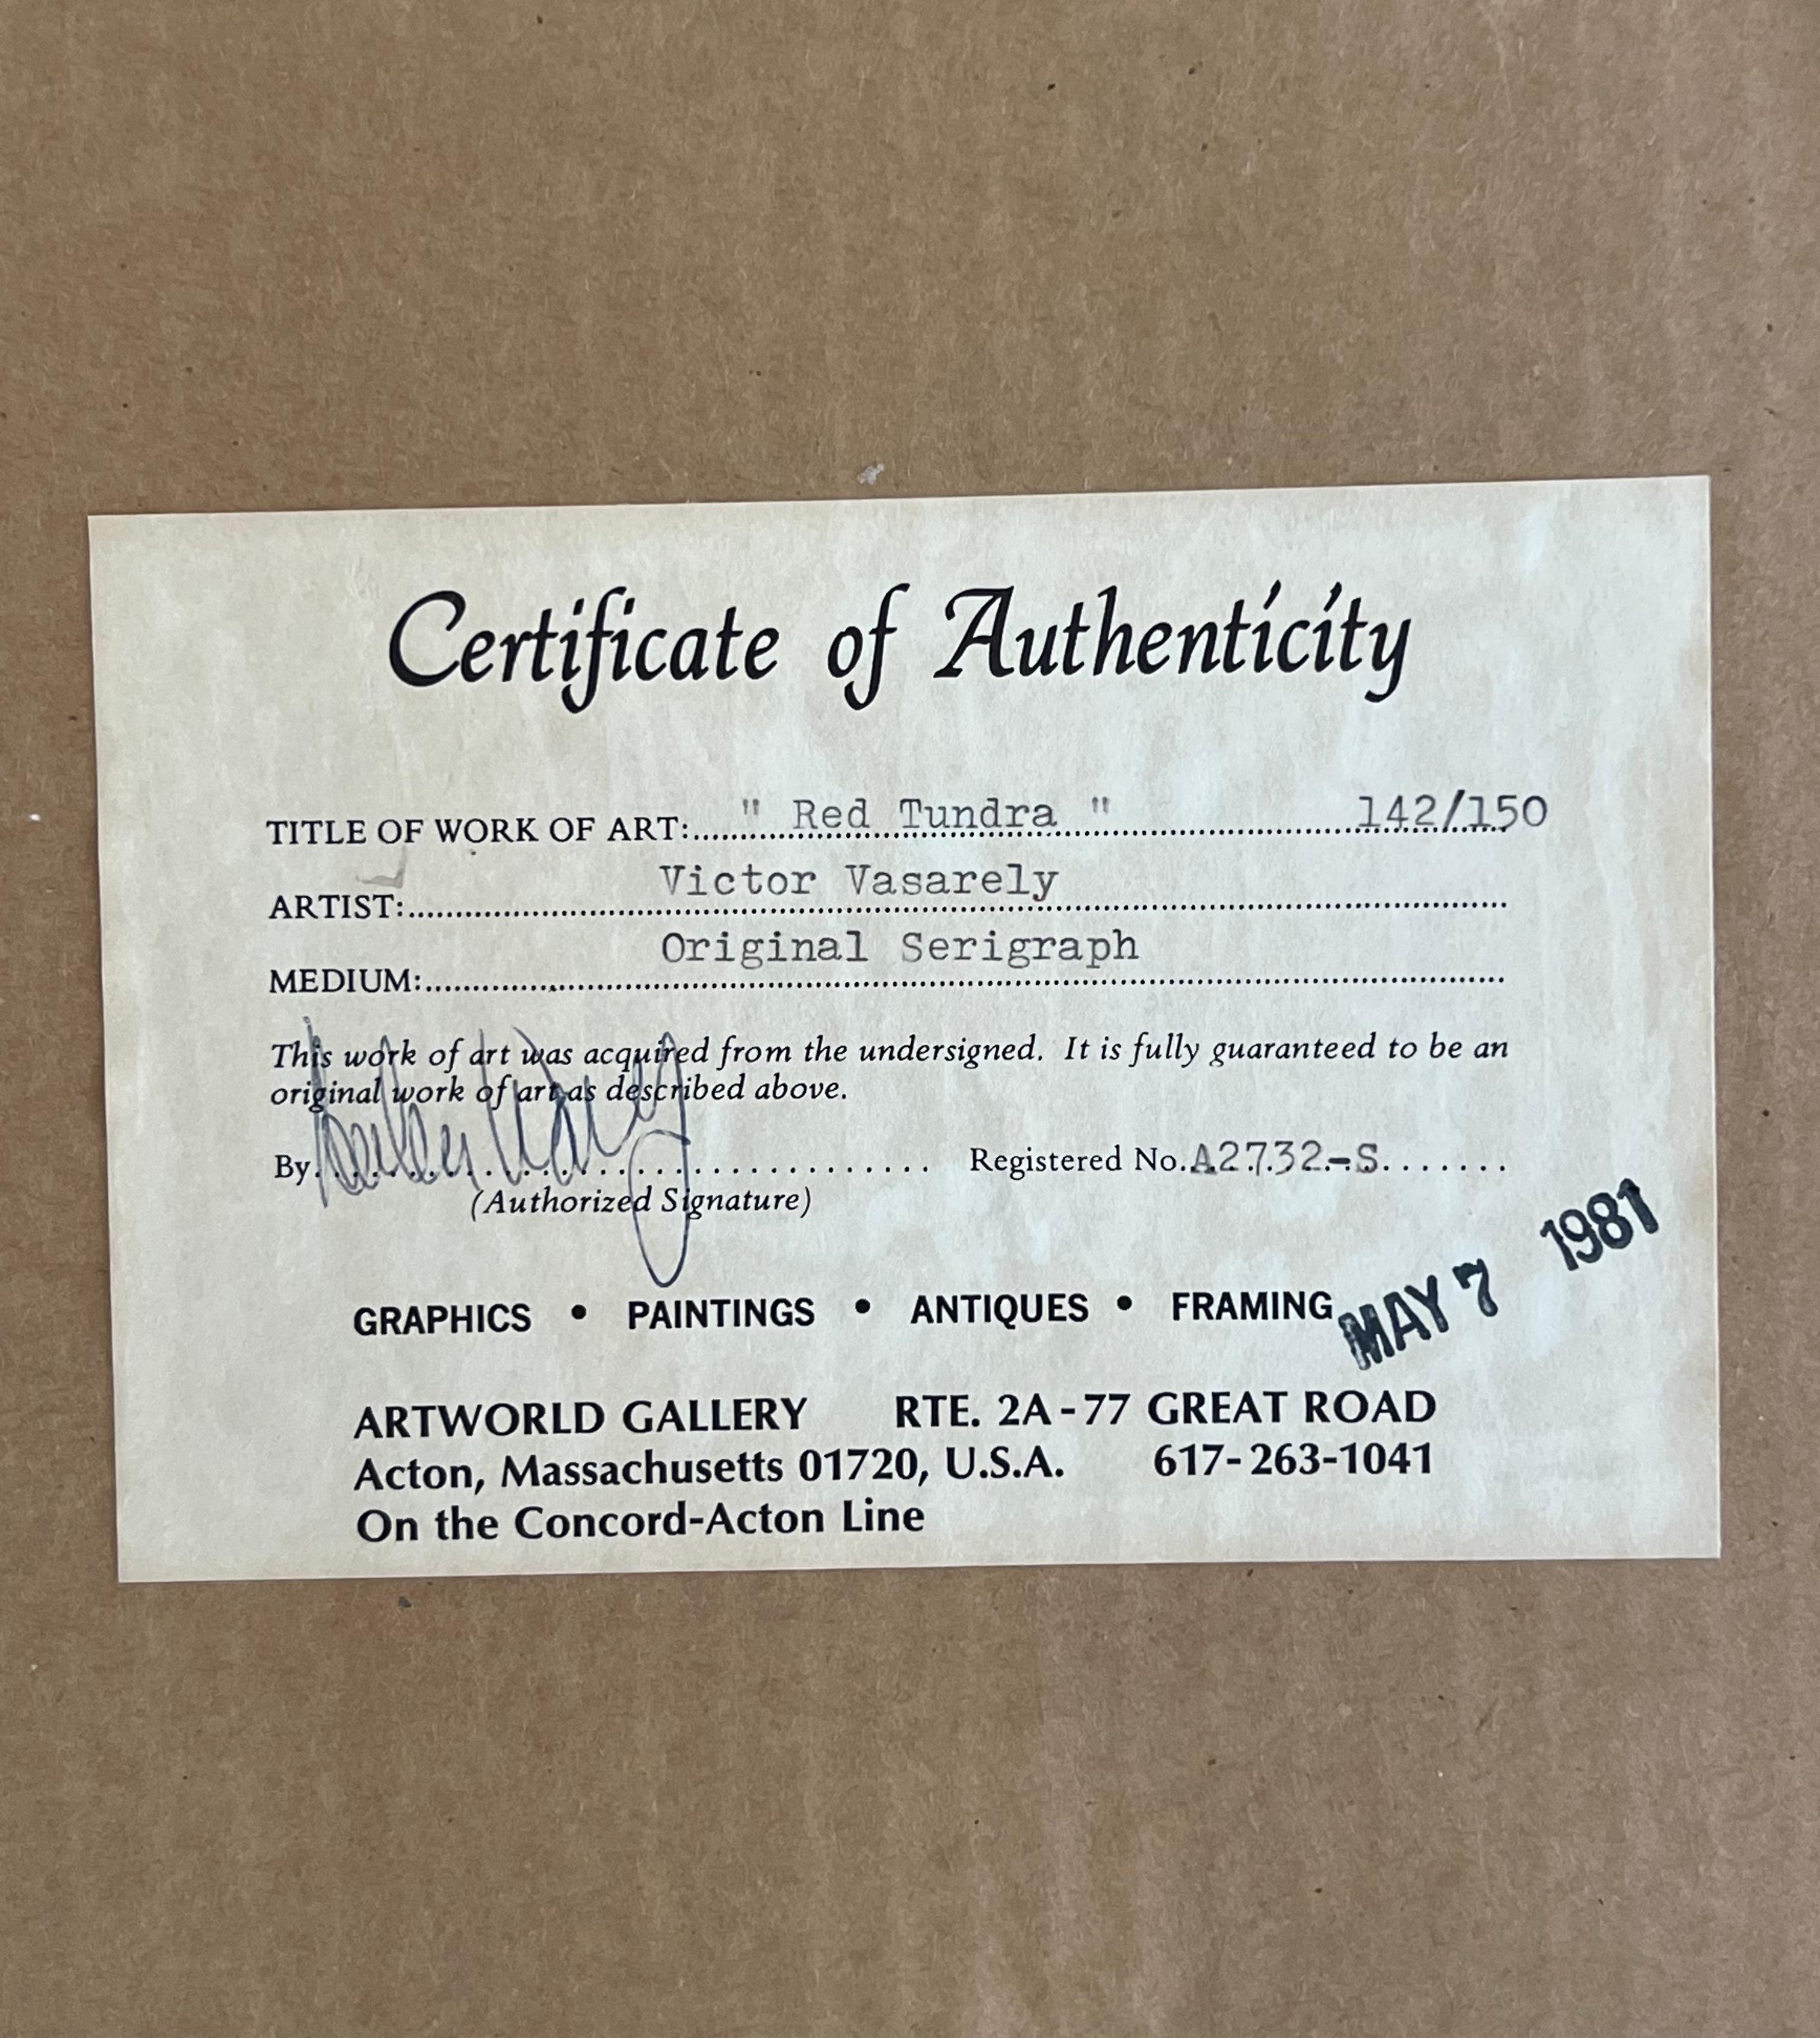 Certificate of Authenticity
TITLE OF WORK OF ART: " Red Tundra " 142/150
ARTIST: Victor Vasarely
MEDIUM: Original Serigraph
This work of art was acquired from the undersigned. It is fully guaranteed to be an
original work of art as described above.
By Registered No. A2732-S
(Authorized Signature)
MAY 7 1981
GRAPHICS • PAINTINGS • ANTIQUES • FRAMING
ARTWORLD GALLERY RTE. 2A-77 GREAT ROAD
Acton, Massachusetts 01720, U.S.A. 617-263-1041
On the Concord-Acton Line